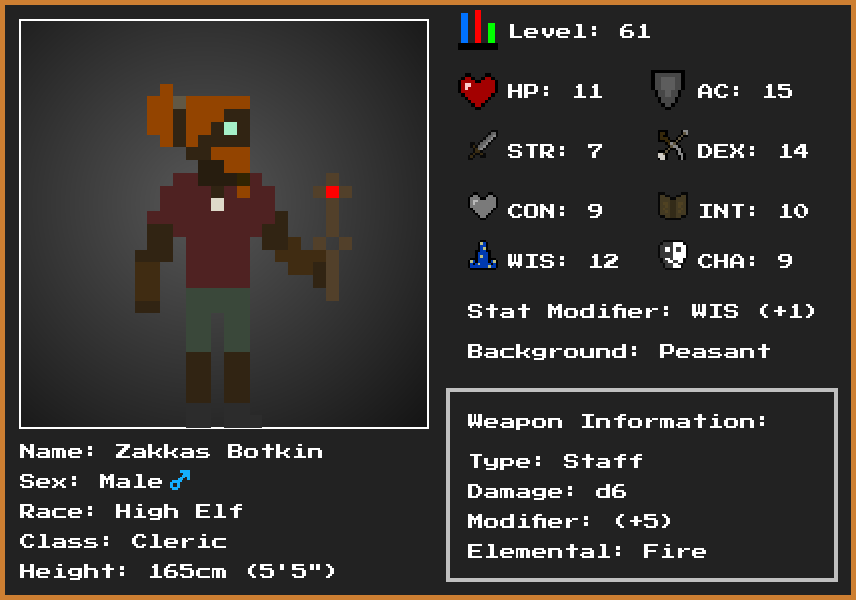 Level: 61
HP: 11 AC: 15
STR: 7 DEX: 14
CON: 9 INT: 10
WIS: 12 CHA: 9
Stat Modifier: WIS (+1)
Background: Peasant
Weapon Information:
Type: Staff
Damage: d6
Modifier: (+5)
Elemental: Fire
Name: Zakkas Botkin
Sex: Male ♂
Race: High Elf
Class: Cleric
Height: 165cm (5'5")